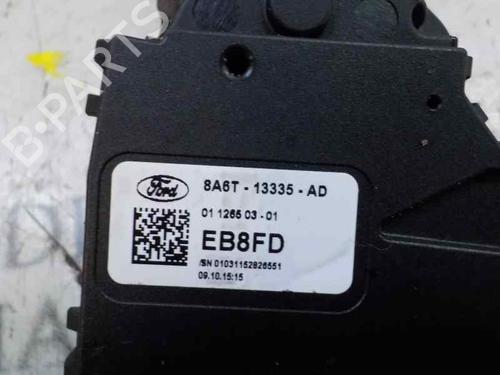 B-PARTS
Ford
8A6T - 13335 - AD
01 1265 03 - 01
EB8FD
/SN 01031152826551
09.10.15:15